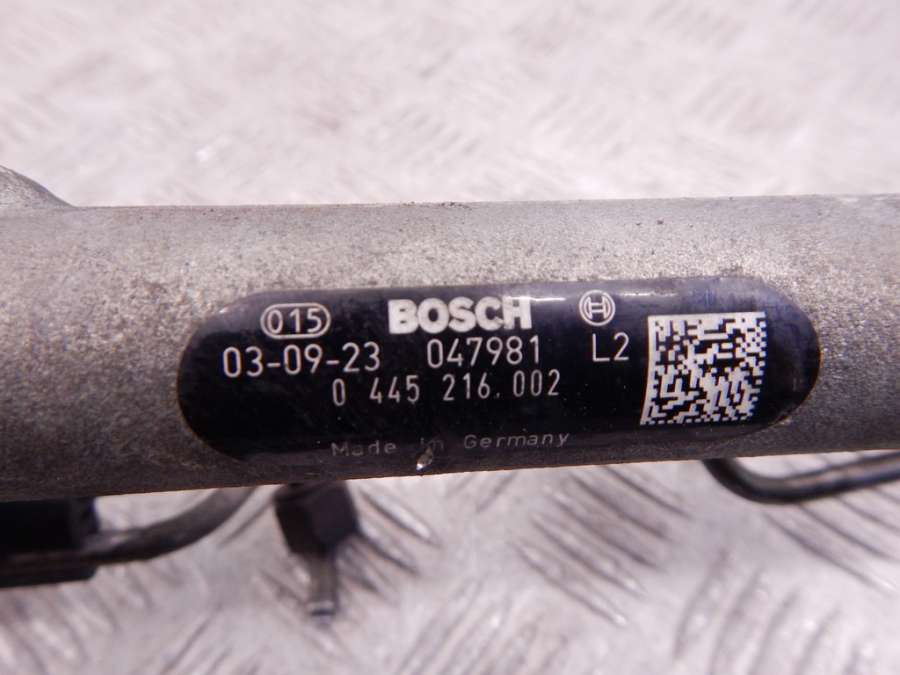 015 BOSCH
03-09-23 047981 L2
0 445 216.002
Made in Germany